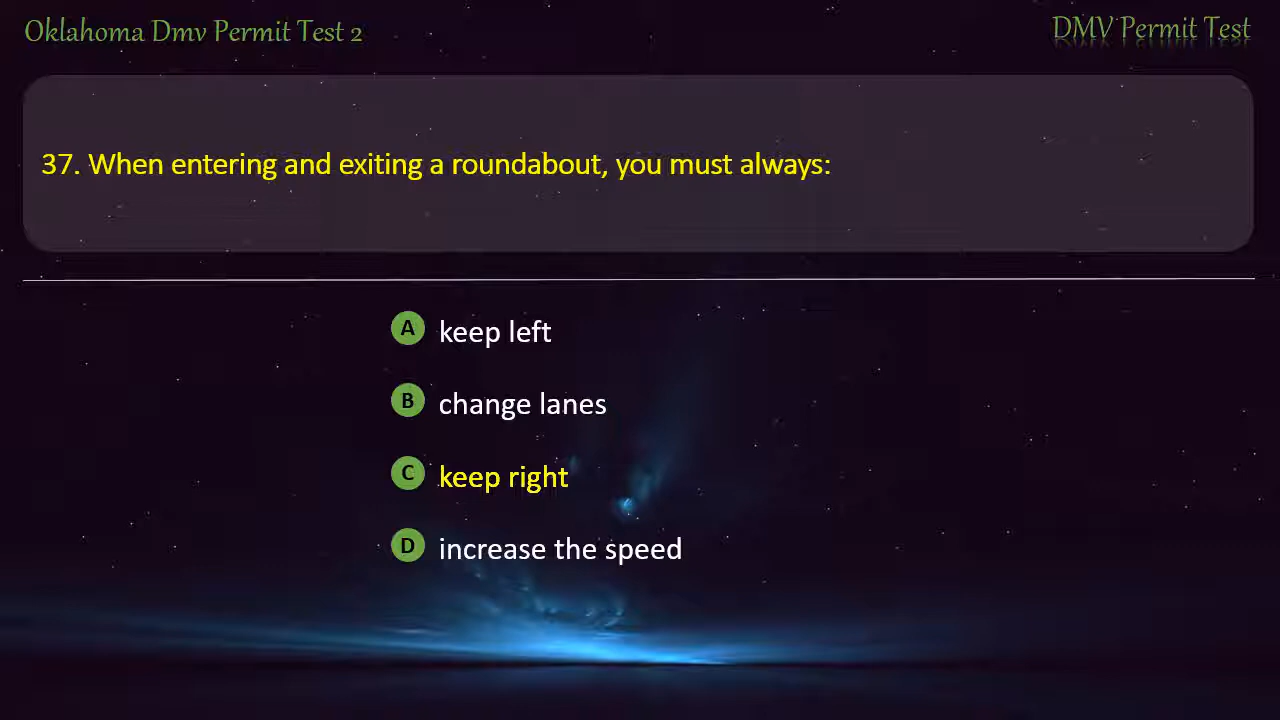 Oklahoma Dmv Permit Test 2
DMV Permit Test
37. When entering and exiting a roundabout, you must always:
A keep left
B change lanes
C keep right
D increase the speed